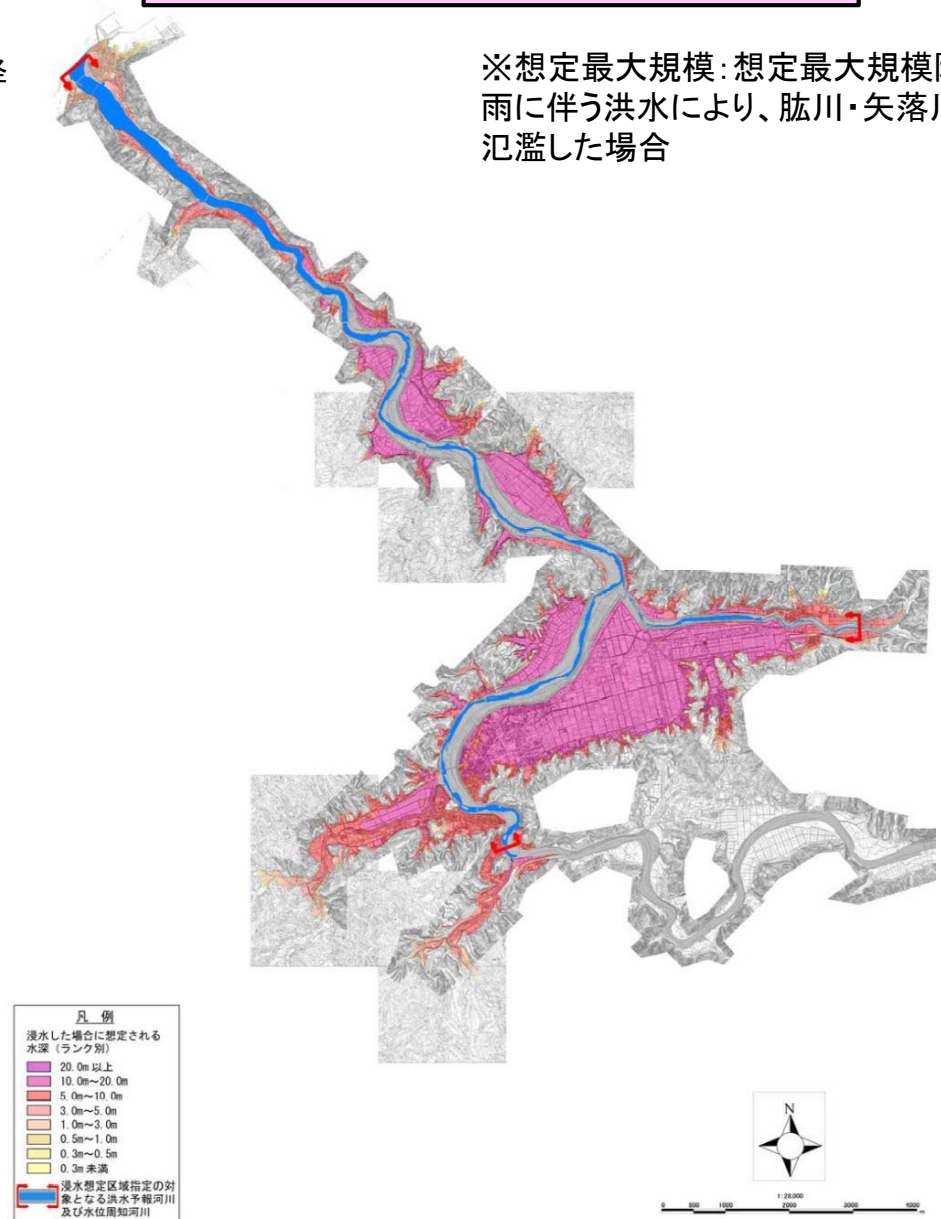 ※想定最大規模:想定最大規模
雨に伴う洪水により、肱川・矢落
氾濫した場合
凡 例
浸水した場合に想定される
水深(ランク別)
20.0m以上
10.0m~20.0m
5.0m~10.0m
3.0m~5.0m
1.0m~3.0m
0.5m~1.0m
0.3m~0.5m
0.3m未満
浸水想定区域指定の対
象となる洪水予報河川
及び水位周知河川
N
1:28,000
0 500 1000 2000 3000 4000
m